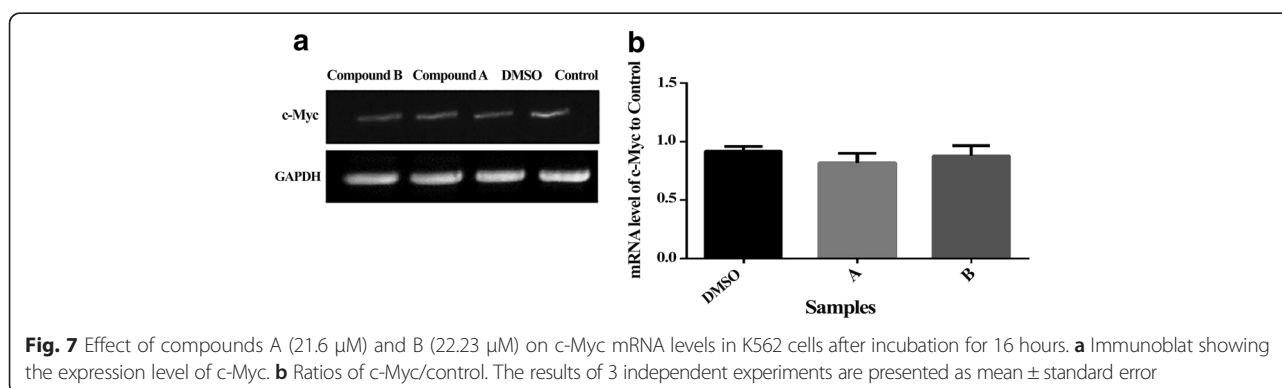 a
Compound B Compound A DMSO Control
c-Myc
GAPDH
b
mRNA level of c-Myc to Control
1.5
1.0
0.5
0.0
DMSO
A
B
Samples
Fig. 7 Effect of compounds A (21.6 μM) and B (22.23 μM) on c-Myc mRNA levels in K562 cells after incubation for 16 hours. a Immunoblat showing
the expression level of c-Myc. b Ratios of c-Myc/control. The results of 3 independent experiments are presented as mean ± standard error